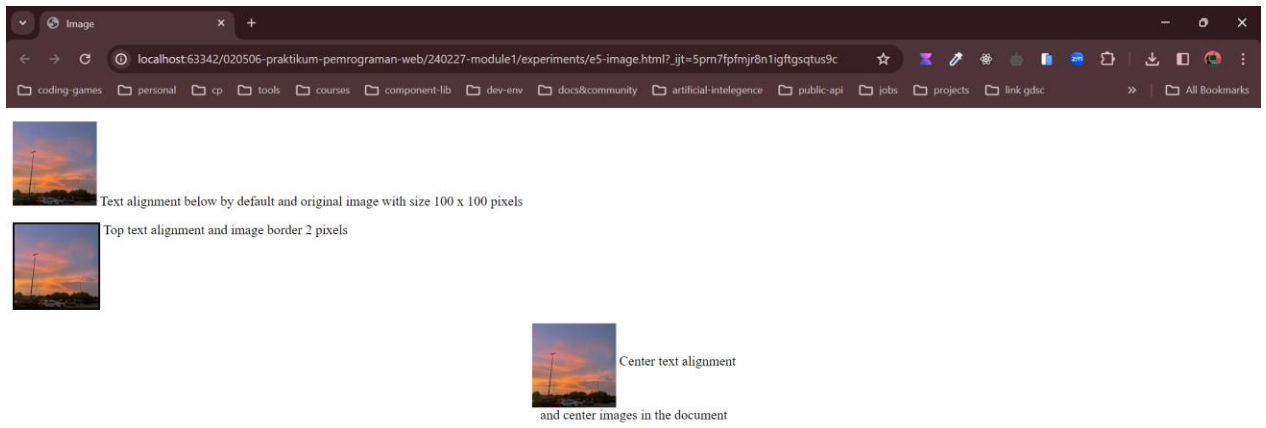 Image
localhost:63342/020506-praktikum-pemrograman-web/240227-module1/experiments/e5-image.html?_ijt=5prn7fpfmjr8n1igftgsqtus9c
zm
coding-games personal cp tools courses component-lib dev-env docs&community artificial-intelegence public-api jobs projects link gdsc » All Bookmarks
Text alignment below by default and original image with size 100 x 100 pixels
Top text alignment and image border 2 pixels
Center text alignment
and center images in the document